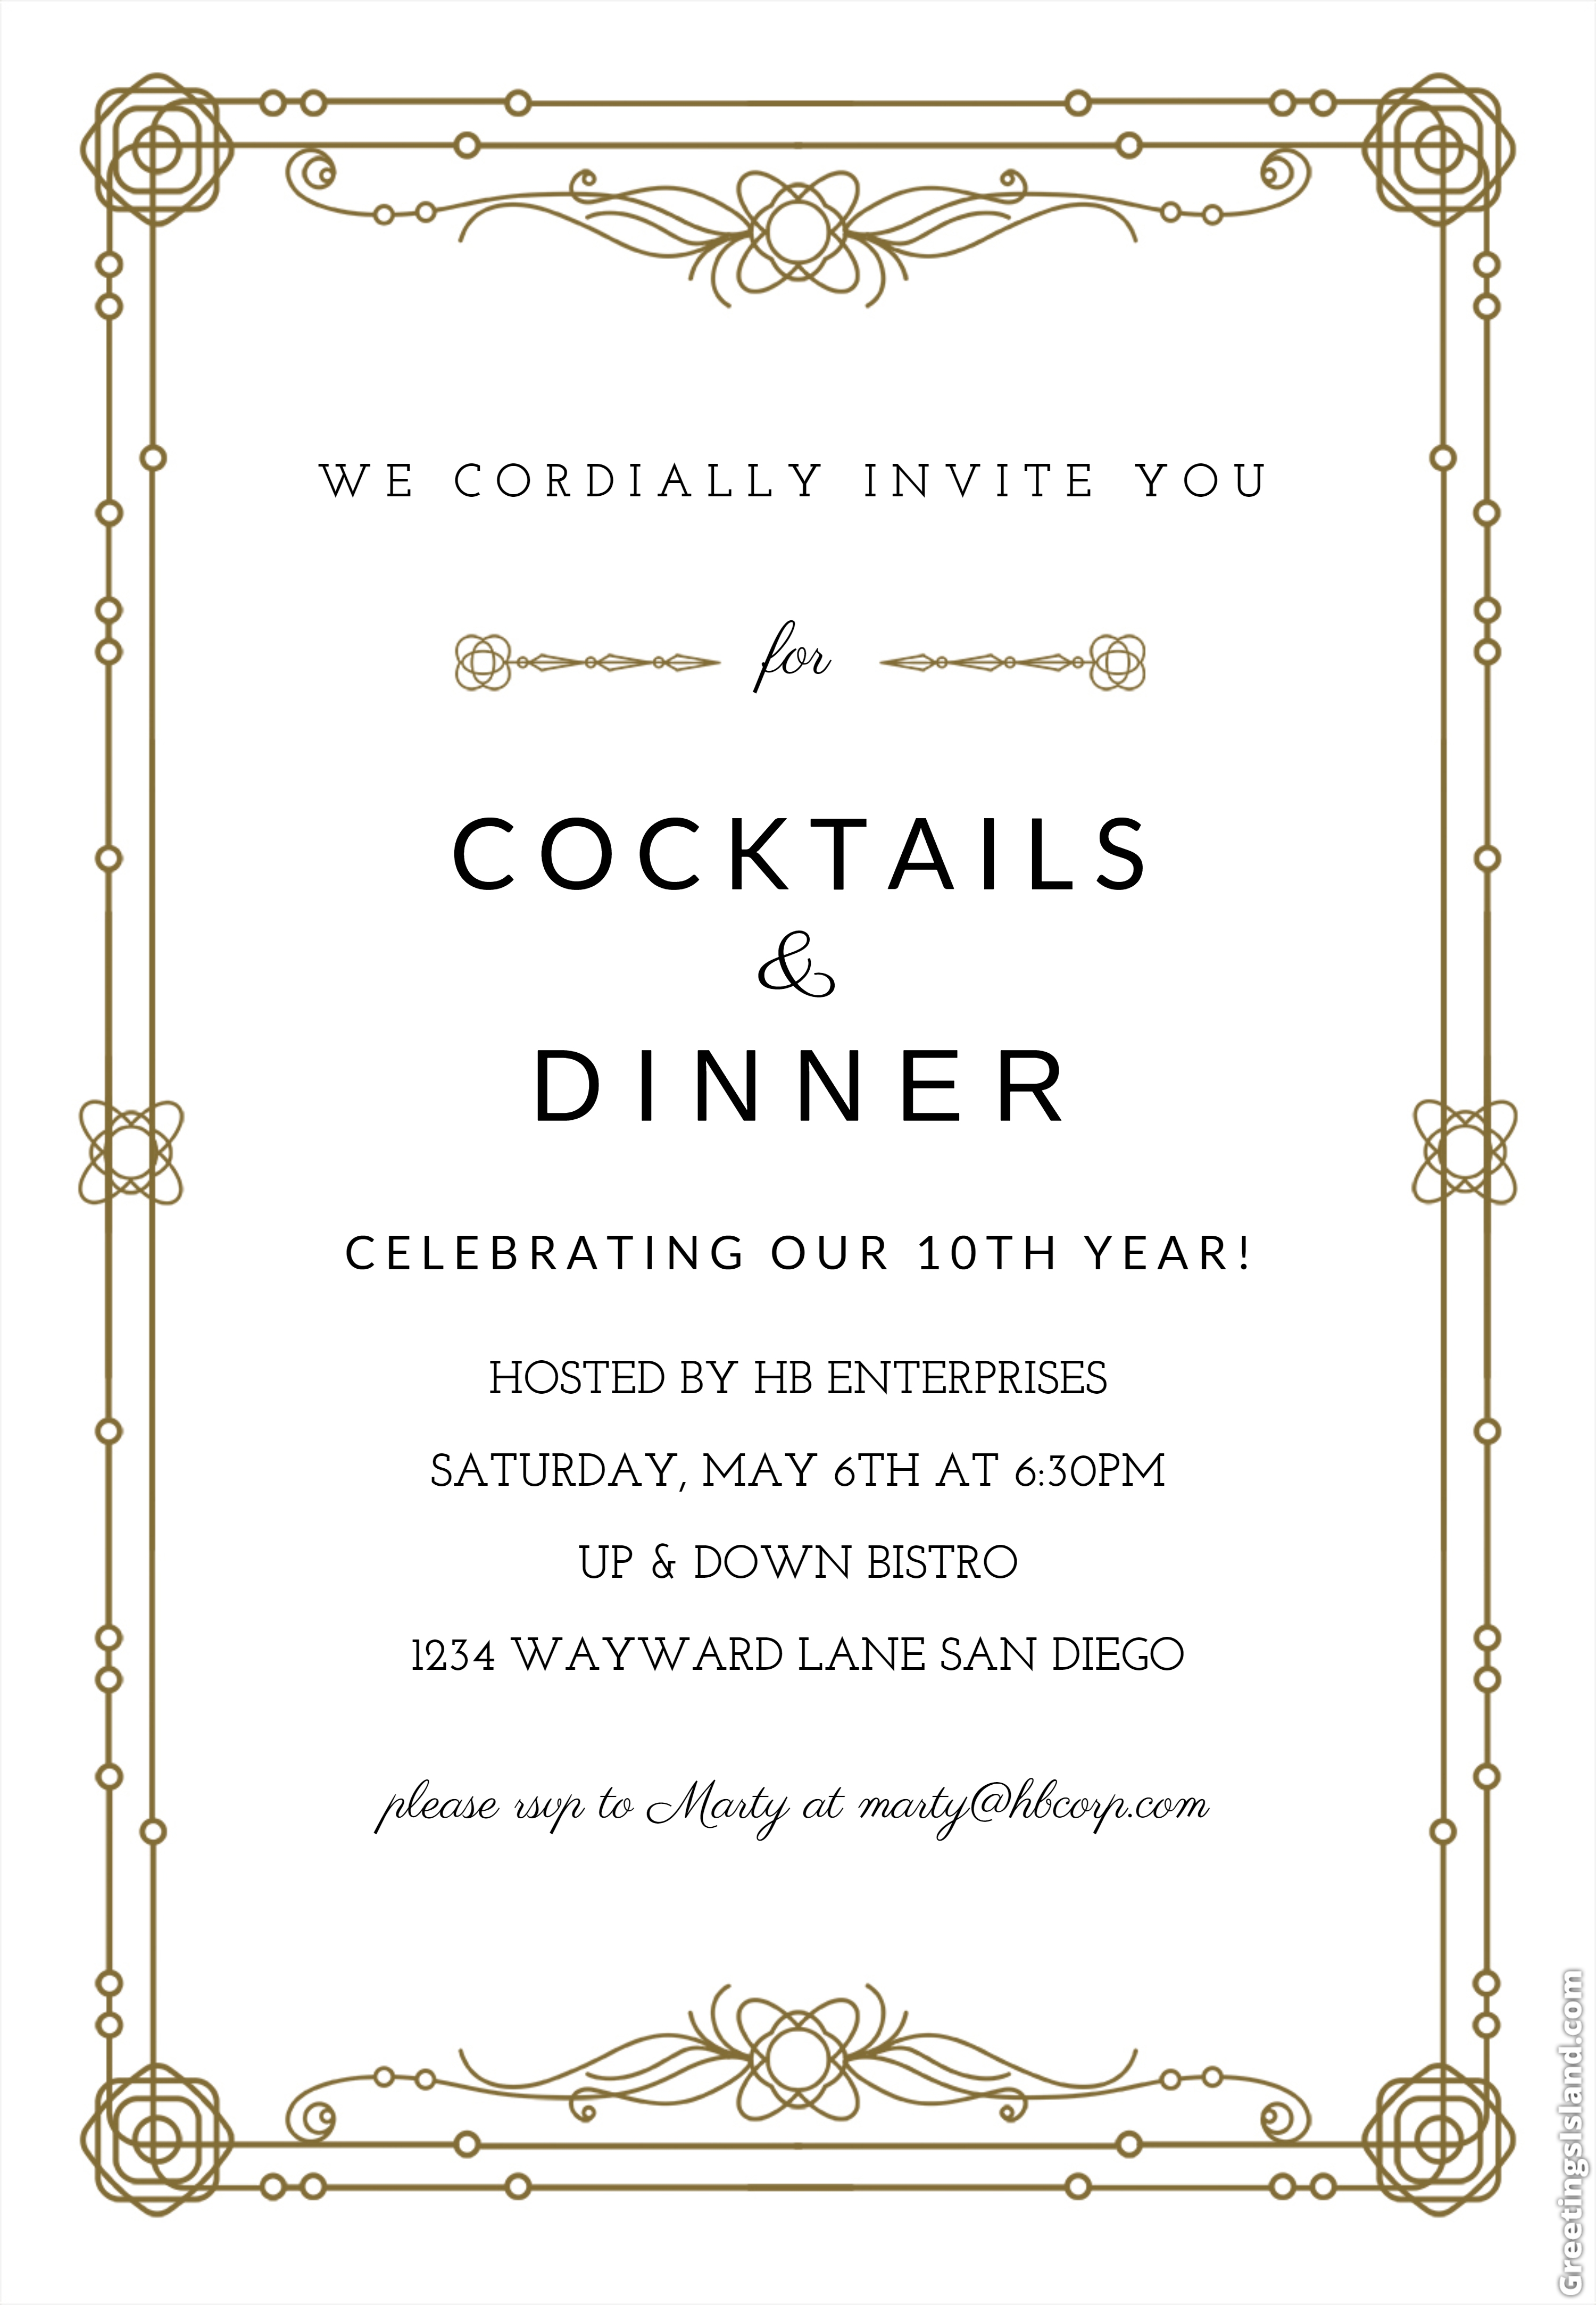 WE CORDIALLY INVITE YOU
for
COCKTAILS
&
DINNER
CELEBRATING OUR 10TH YEAR!
HOSTED BY HB ENTERPRISES
SATURDAY, MAY 6TH AT 6:30PM
UP & DOWN BISTRO
1234 WAYWARD LANE SAN DIEGO
please rsvp to Marty at marty@hbcorp.com
GreetingsIsland.com